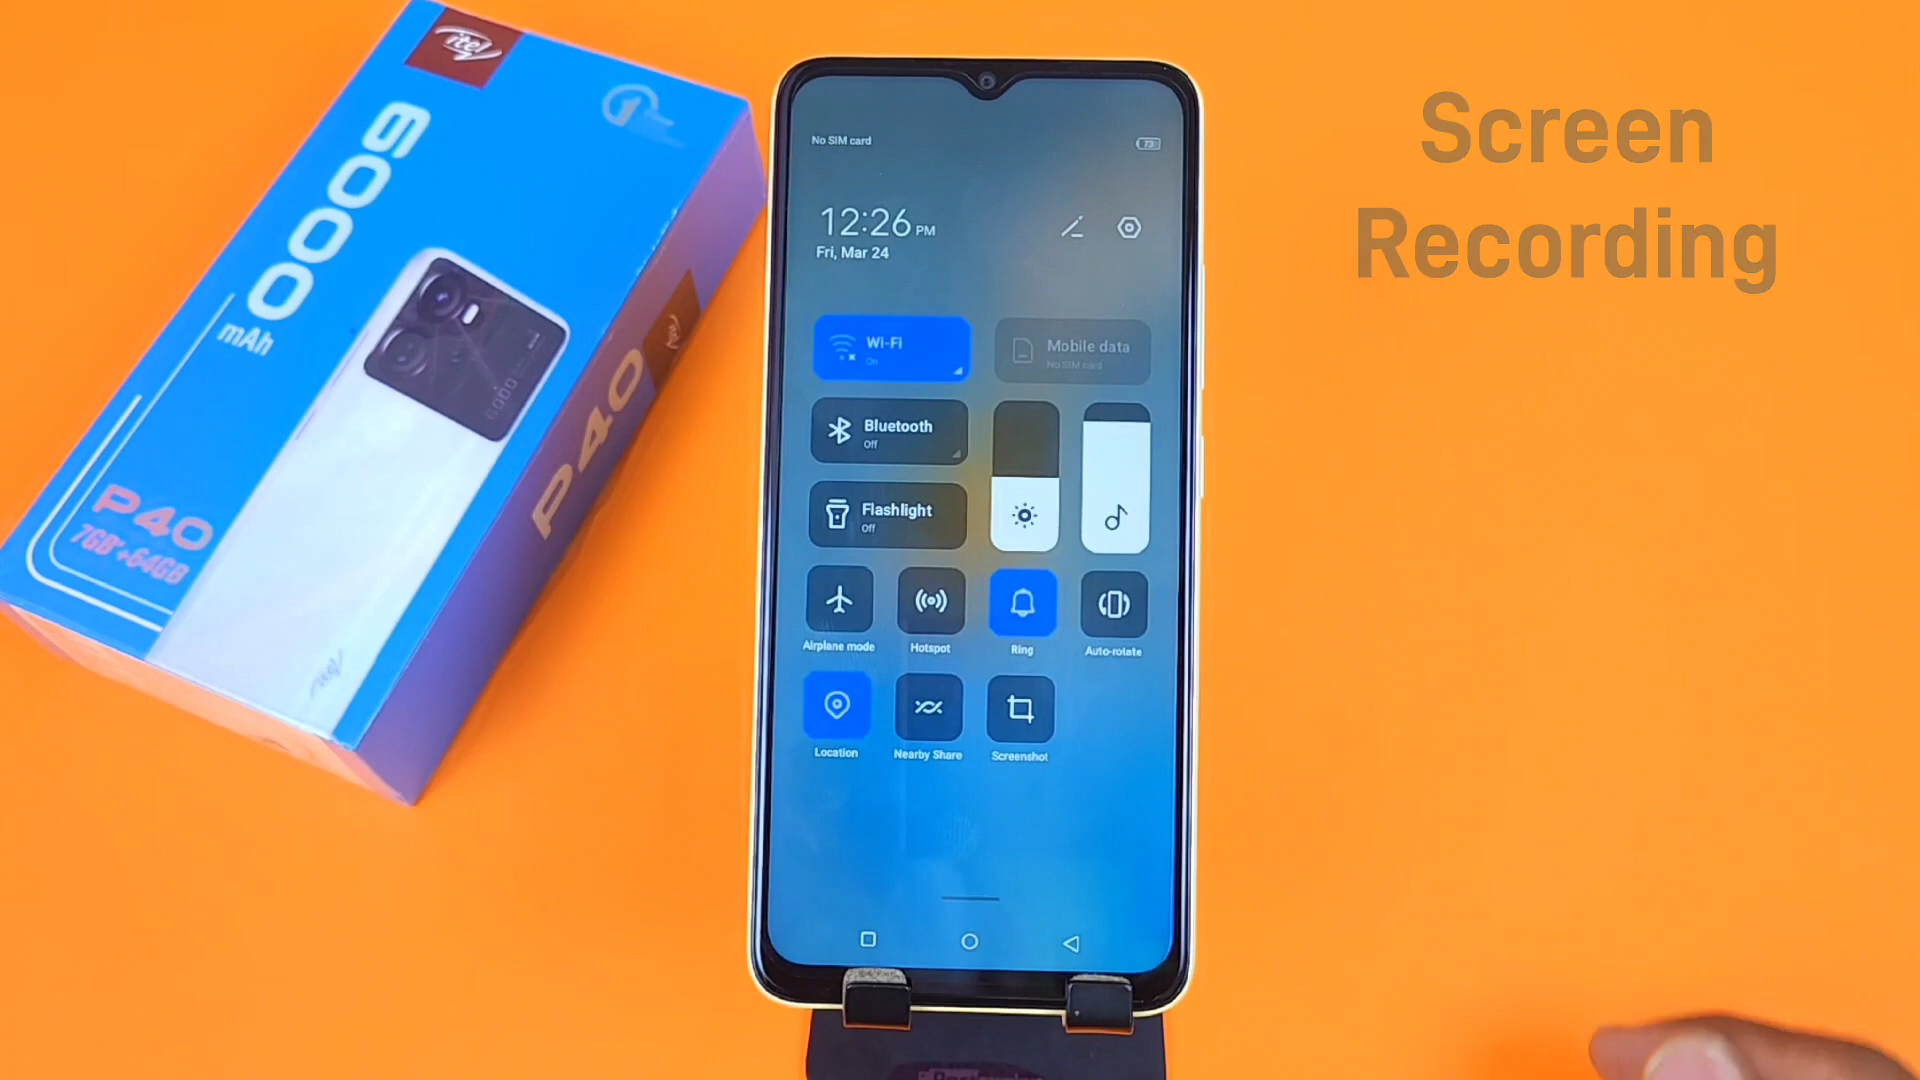 itel
6000
mAh
P40
7GB*+64GB
P40
itel
Screen
Recording
No SIM card
73
12:26 PM
Fri, Mar 24
Wi-Fi
On
Mobile data
No SIM card
Bluetooth
Off
Flashlight
Off
Airplane mode
Hotspot
Ring
Auto-rotate
Location
Nearby Share
Screenshot